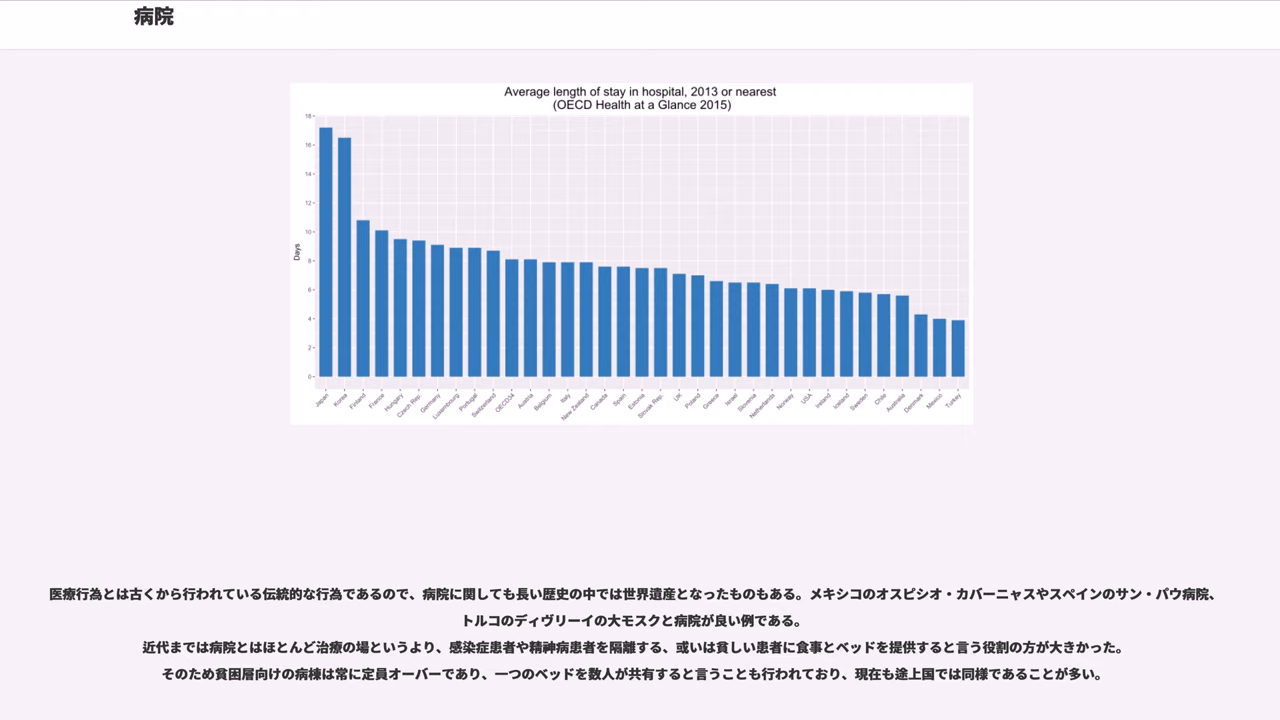 病院
Average length of stay in hospital, 2013 or nearest
(OECD Health at a Glance 2015)
Days
18
16
14
12
10
8
6
4
2
0
Japan
Korea
Finland
France
Hungary
Czech Rep.
Germany
Luxembourg
Portugal
Switzerland
OECD34
Austria
Belgium
Italy
New Zealand
Canada
Spain
Estonia
Slovak Rep.
UK
Poland
Greece
Israel
Slovenia
Netherlands
Norway
USA
Ireland
Iceland
Sweden
Chile
Australia
Denmark
Mexico
Turkey
医療行為とは古くから行われている伝統的な行為であるので、病院に関しても長い歴史の中では世界遺産となったものもある。メキシコのオスピシオ・カバーニャスやスペインのサン・パウ病院、
トルコのディヴリーイの大モスクと病院が良い例である。
近代までは病院とはほとんど治療の場というより、感染症患者や精神病患者を隔離する、或いは貧しい患者に食事とベッドを提供すると言う役割の方が大きかった。
そのため貧困層向けの病棟は常に定員オーバーであり、一つのベッドを数人が共有すると言うことも行われており、現在も途上国では同様であることが多い。